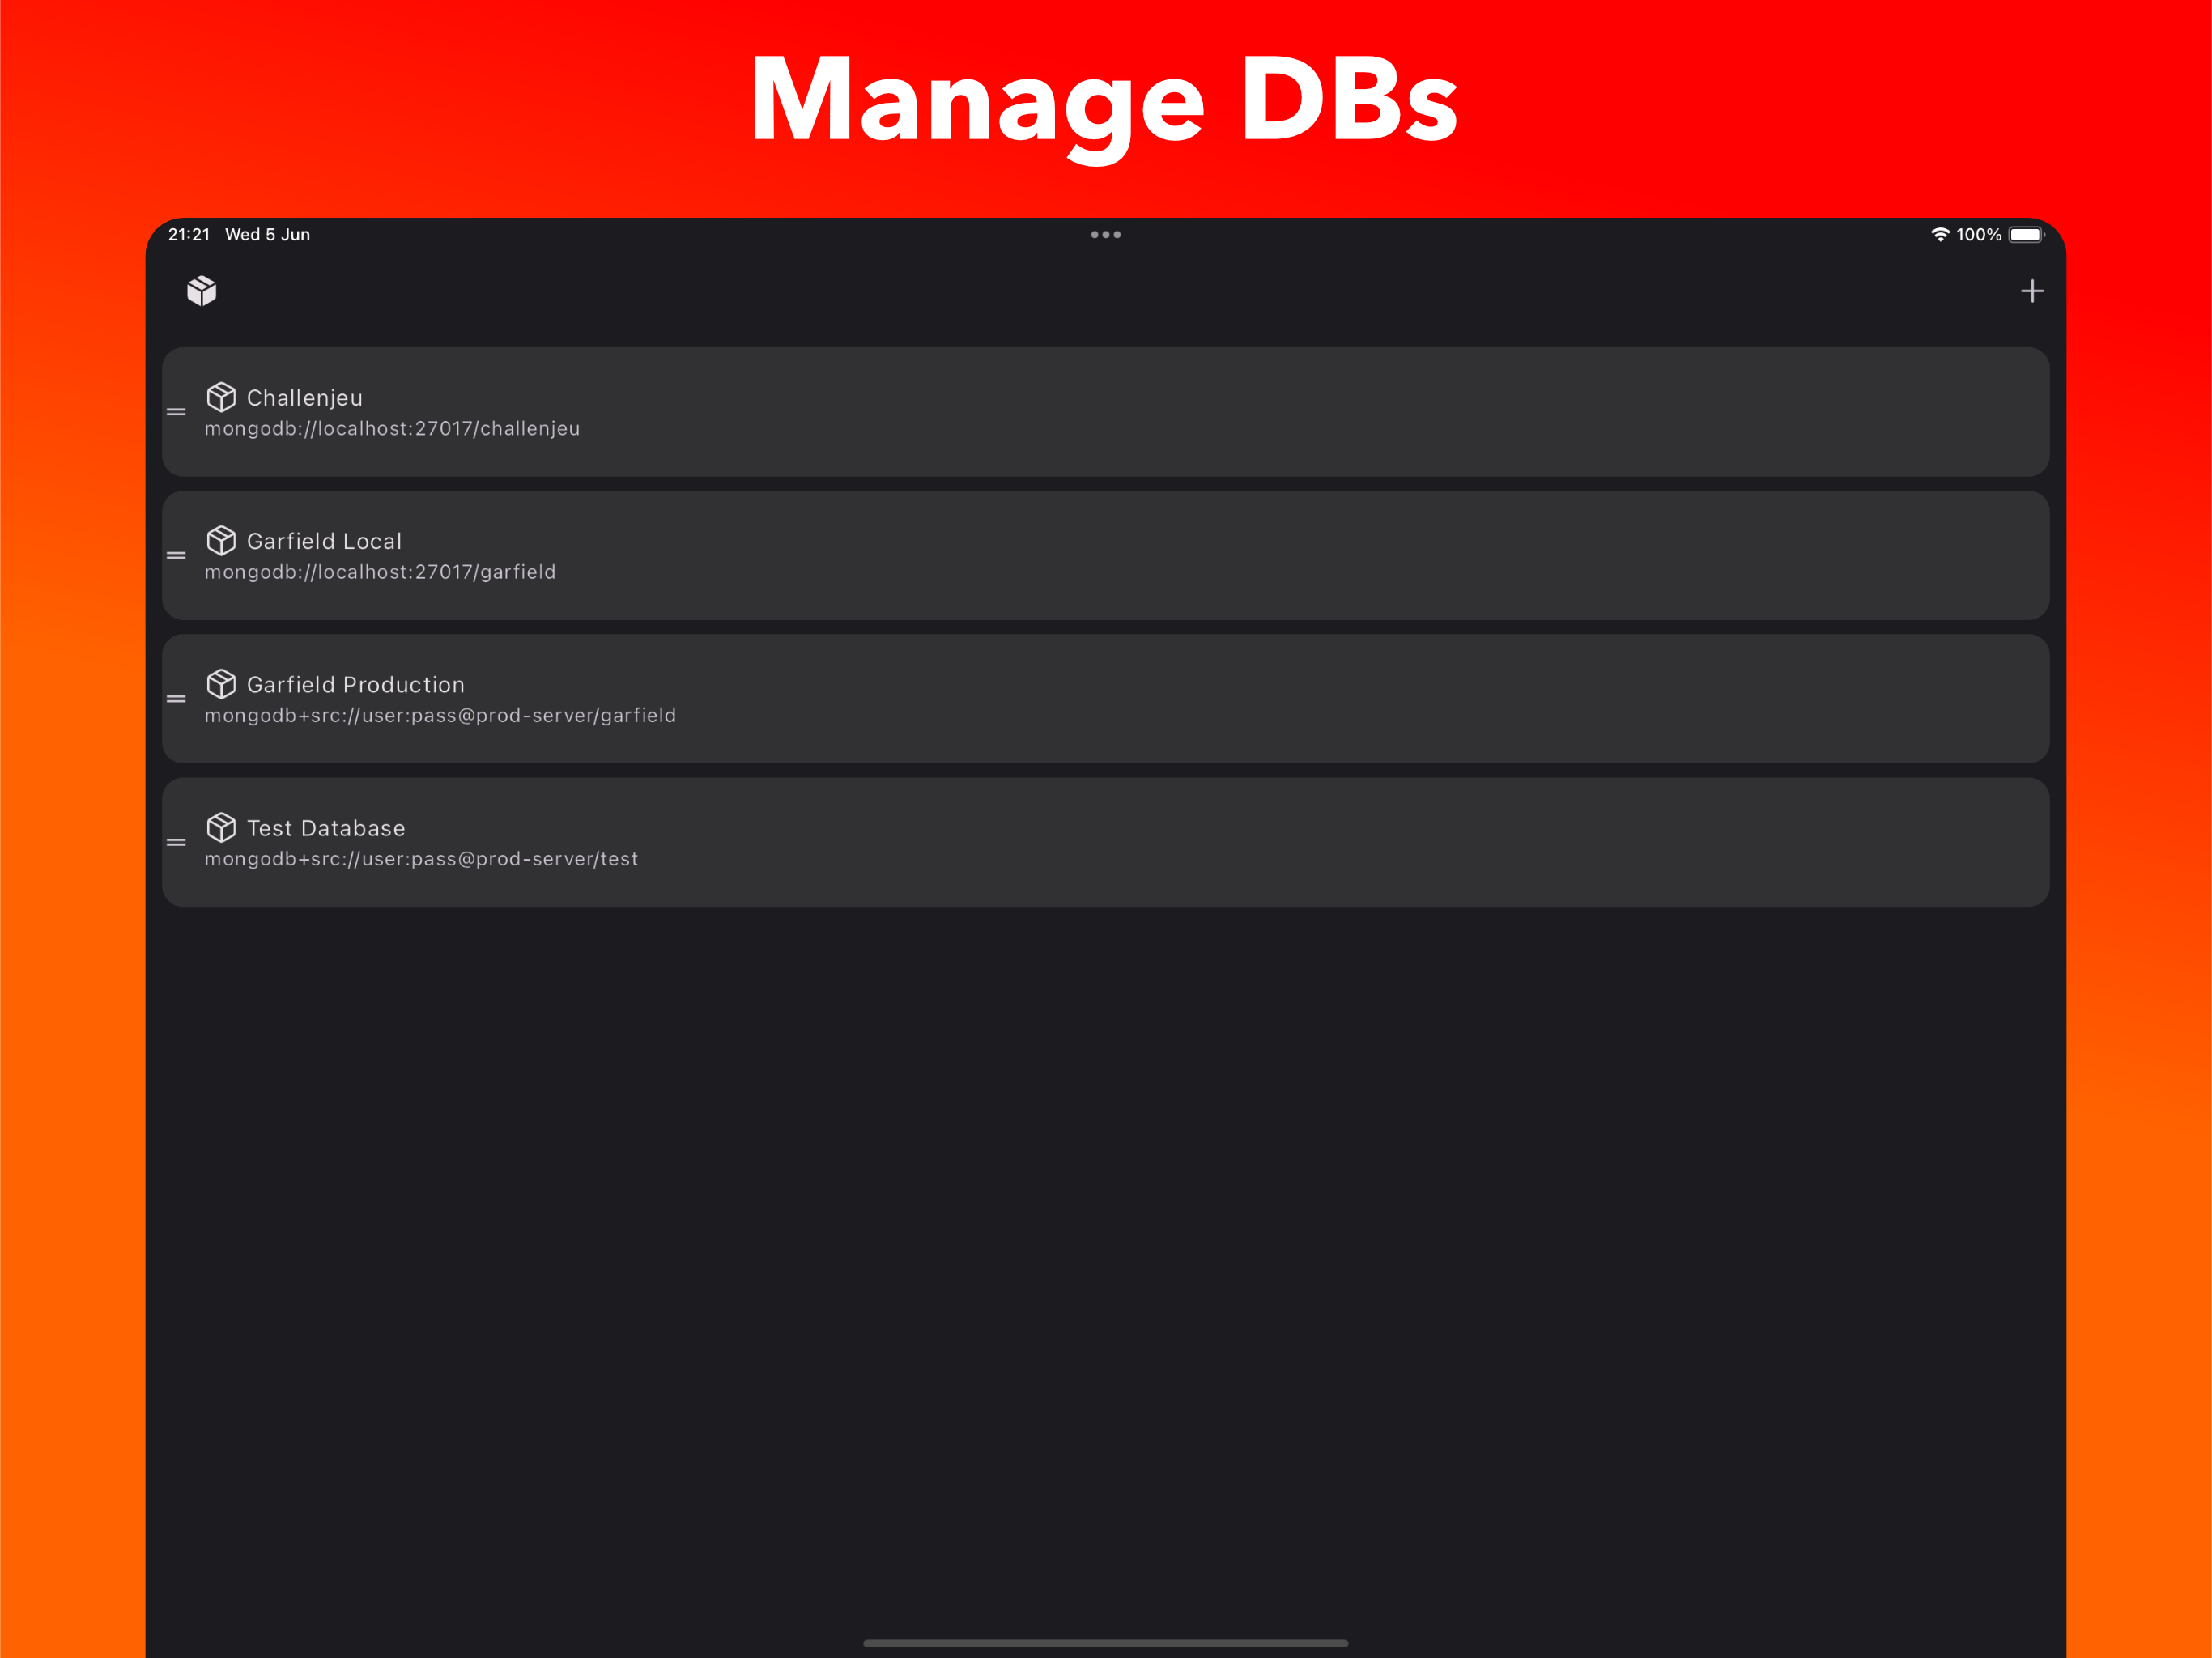 Manage DBs
21:21 Wed 5 Jun 100%
Challenjeu
mongodb://localhost:27017/challenjeu
Garfield Local
mongodb://localhost:27017/garfield
Garfield Production
mongodb+src://user:pass@prod-server/garfield
Test Database
mongodb+src://user:pass@prod-server/test